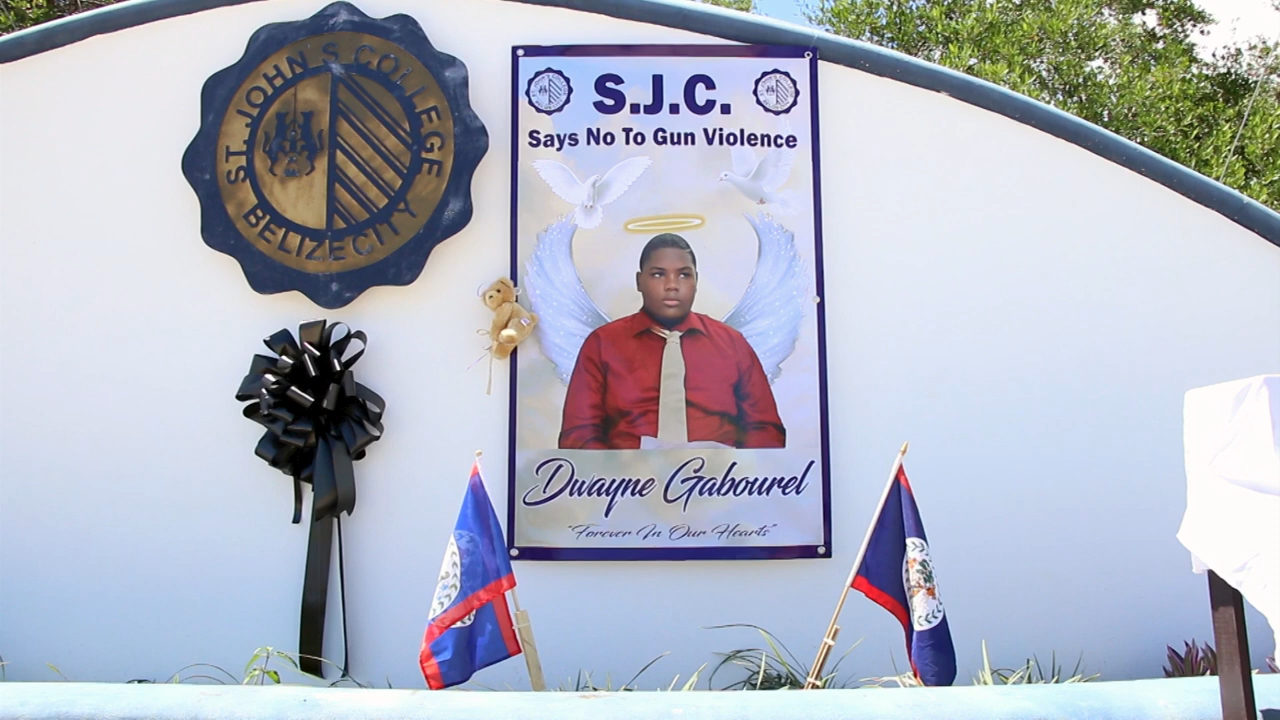 ST. JOHN'S COLLEGE
BELIZE CITY
S.J.C.
Says No To Gun Violence
Dwayne Gabourel
"Forever In Our Hearts"